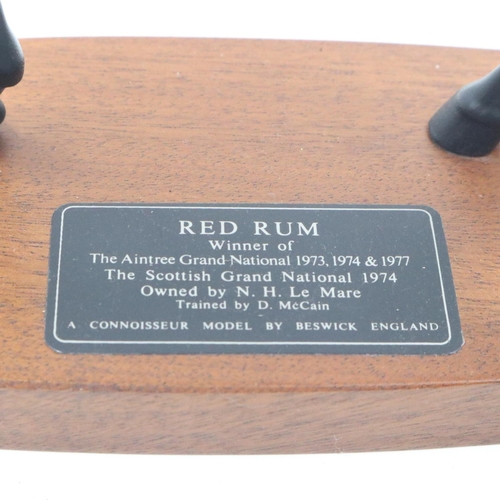 RED RUM
Winner of
The Aintree Grand National 1973, 1974 & 1977
The Scottish Grand National 1974
Owned by N. H. Le Mare
Trained by D. McCain
A CONNOISSEUR MODEL BY BESWICK ENGLAND